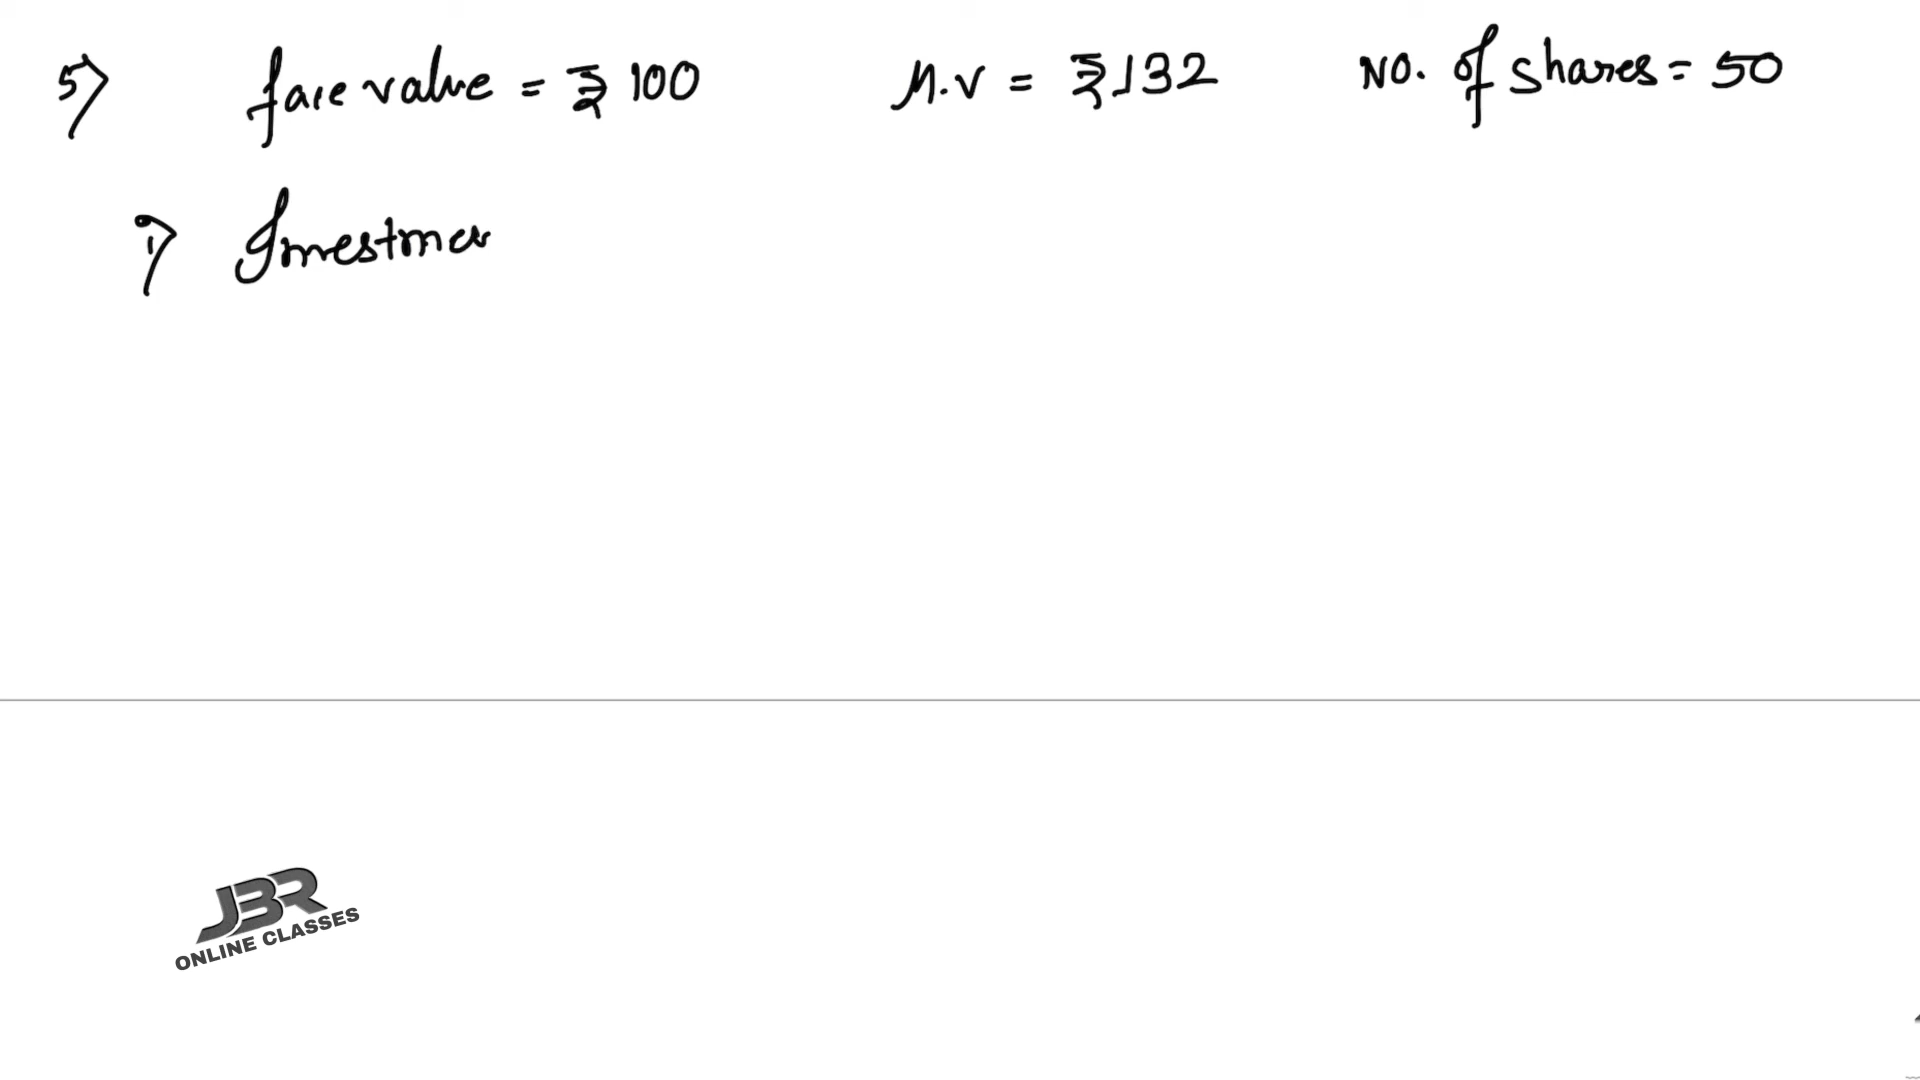 5) face value = ₹ 100 M.V = ₹132 No. of shares = 50
i) Investmen
JBR
ONLINE CLASSES